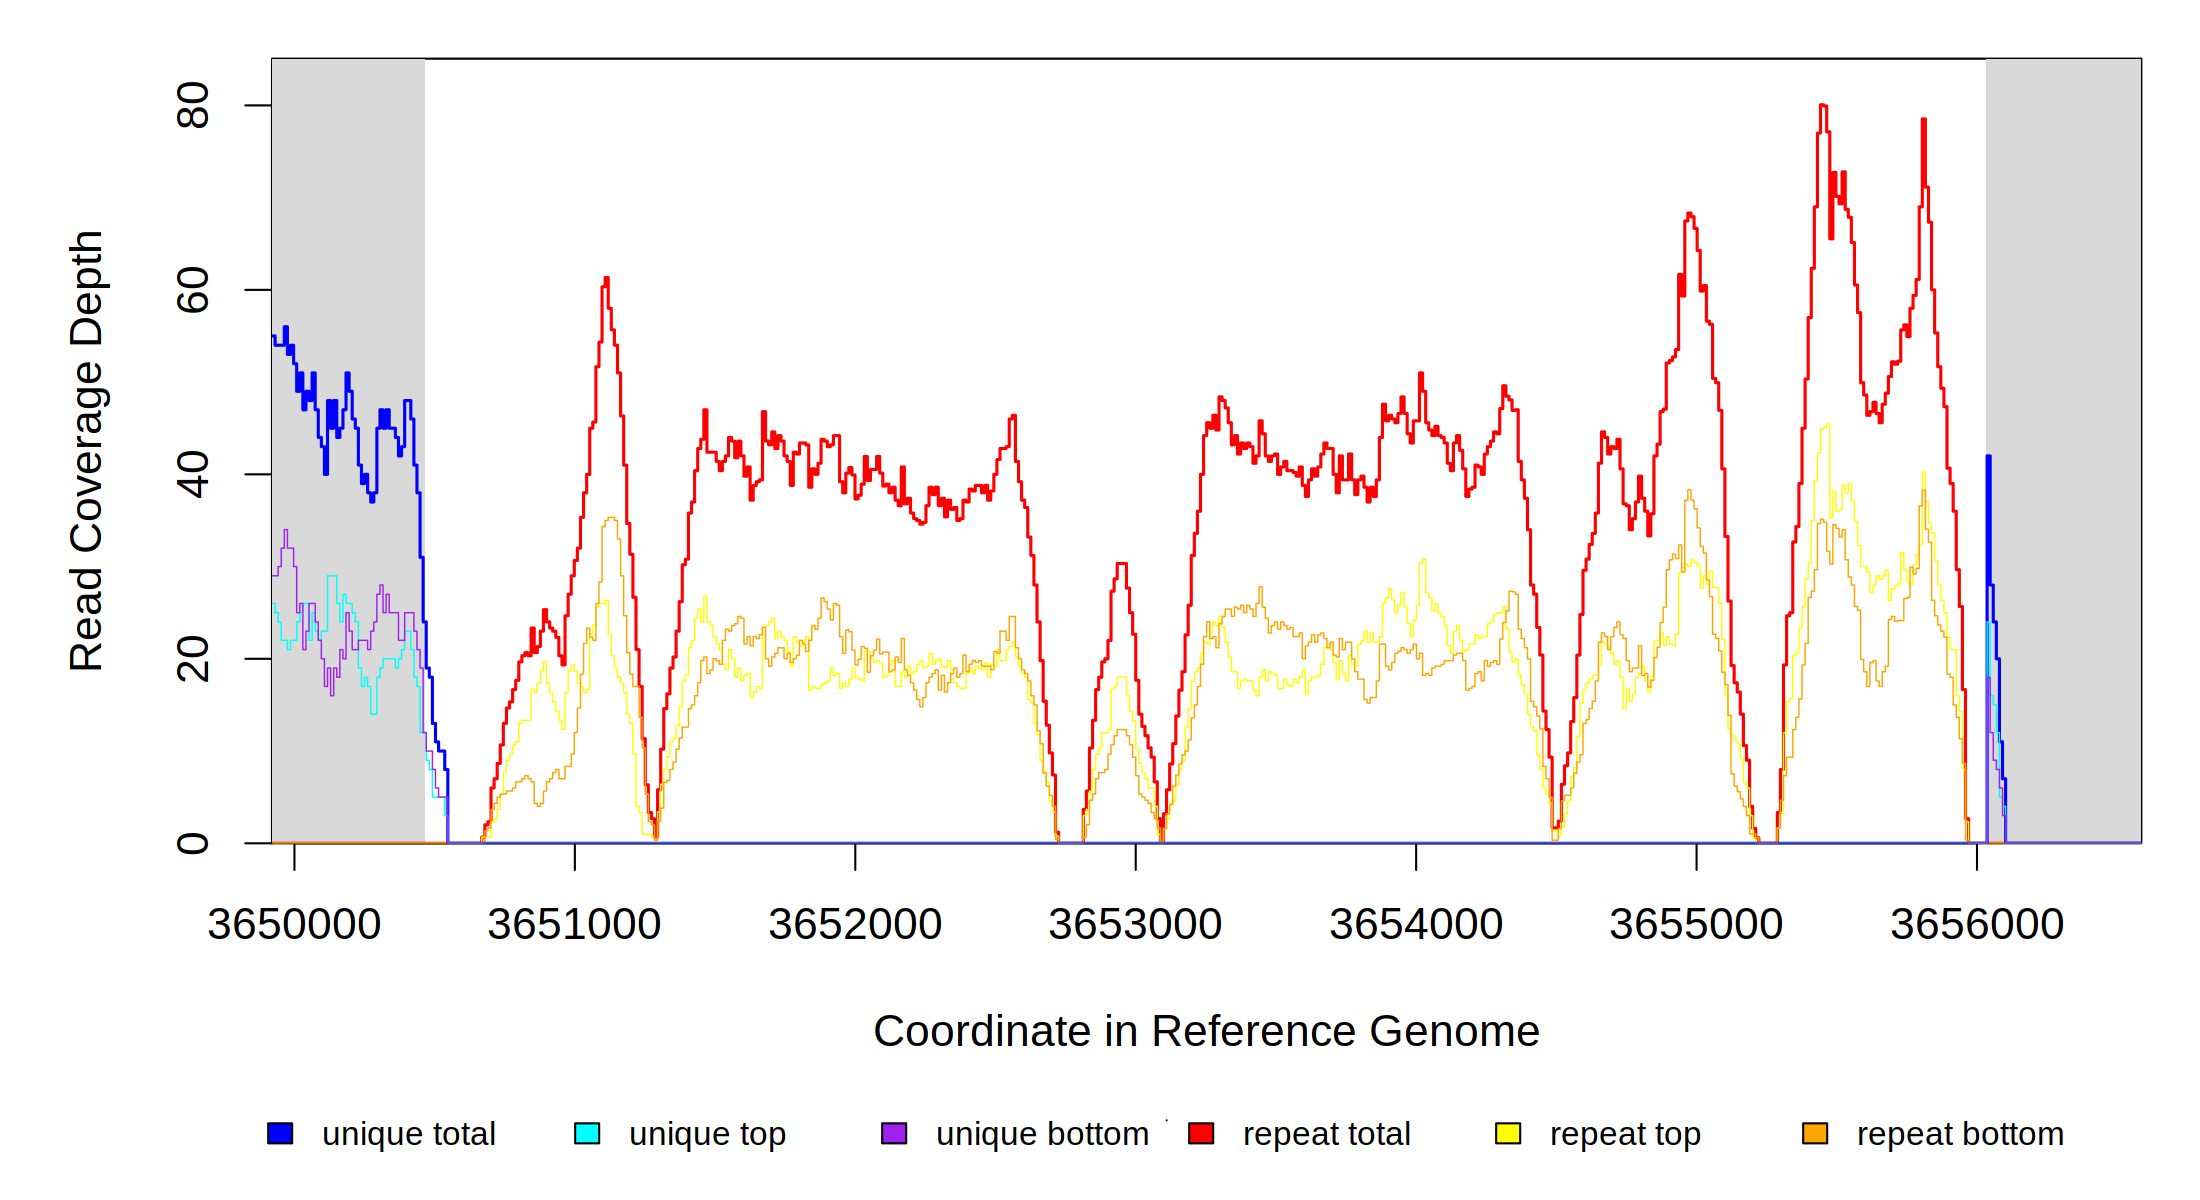 Read Coverage Depth
80
60
40
20
0
3650000 3651000 3652000 3653000 3654000 3655000 3656000
Coordinate in Reference Genome
unique total unique top unique bottom repeat total repeat top repeat bottom